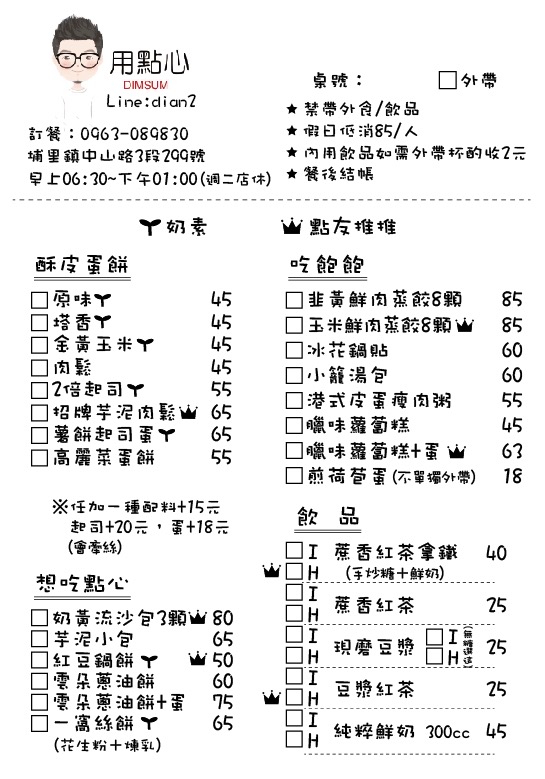 用點心
DIMSUM
Line:dian2
訂餐：0963-089830
埔里鎮中山路3段299號
早上06:30~下午01:00(週二店休)
桌號： 外帶
★ 禁帶外食/飲品
★ 假日低消85/人
★ 內用飲品如需外帶杯酌收2元
★ 餐後結帳
奶素 點友推推
酥皮蛋餅
原味 45
塔香 45
金黃玉米 45
肉鬆 45
2倍起司 55
招牌芋泥肉鬆 65
薯餅起司蛋 65
高麗菜蛋餅 55
※任加一種配料+15元
起司+20元，蛋+18元
(會牽絲)
想吃點心
奶黃流沙包3顆 80
芋泥小包 65
紅豆鍋餅 50
雲朵蔥油餅 60
雲朵蔥油餅+蛋 75
一窩絲餅 65
(花生粉+煉乳)
吃飽飽
韭黃鮮肉蒸餃8顆 85
玉米鮮肉蒸餃8顆 85
冰花鍋貼 60
小籠湯包 60
港式皮蛋瘦肉粥 55
臘味蘿蔔糕 45
臘味蘿蔔糕+蛋 63
煎荷苞蛋(不單獨外帶) 18
飲 品
I 蔗香紅茶拿鐵 40
H (手炒糖+鮮奶)
I 蔗香紅茶 25
H
I 現磨豆漿 I (無糖選這) 25
H H
I 豆漿紅茶 25
H
I 純粹鮮奶 300cc 45
H